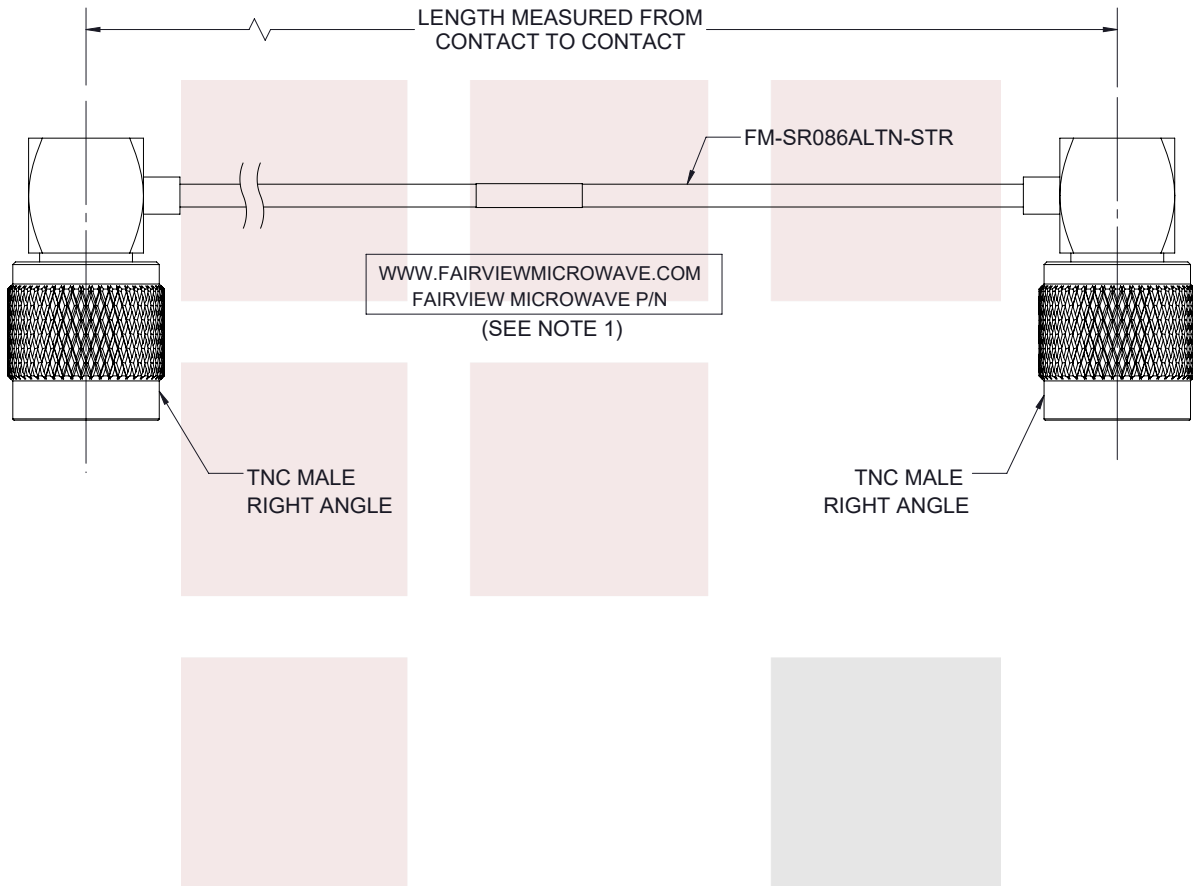 LENGTH MEASURED FROM
CONTACT TO CONTACT
FM-SR086ALTN-STR
WWW.FAIRVIEWMICROWAVE.COM
FAIRVIEW MICROWAVE P/N
(SEE NOTE 1)
TNC MALE
RIGHT ANGLE
TNC MALE
RIGHT ANGLE